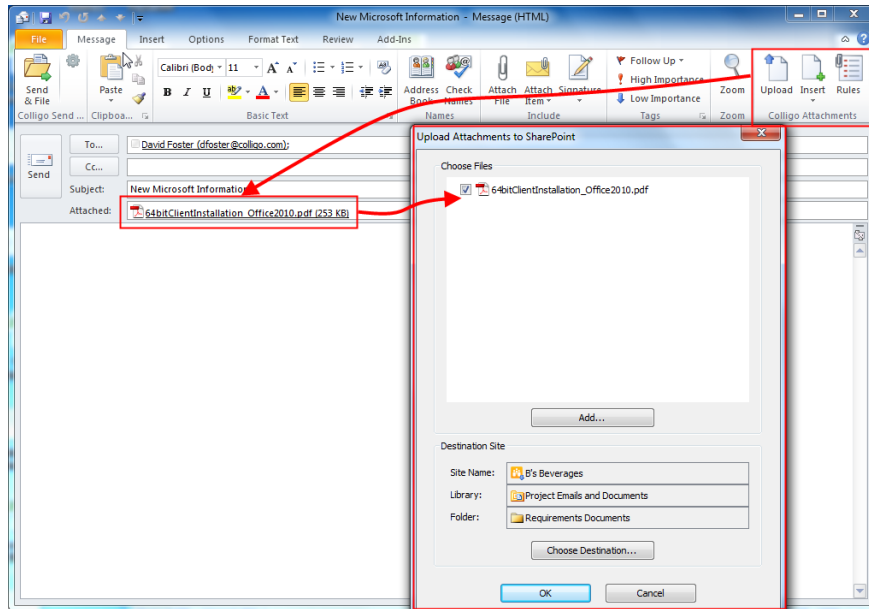 New Microsoft Information - Message (HTML)
File Message Insert Options Format Text Review Add-Ins
Calibri (Body 11
Send & File
Paste
B I U
Address Book
Check Names
Attach File
Attach Item
Signature
Follow Up
High Importance
Low Importance
Zoom
Upload
Insert
Rules
Colligo Send ... Clipboa... Basic Text Names Include Tags Zoom Colligo Attachments
Send
To... David Foster (dfoster@colligo.com);
Cc...
Subject: New Microsoft Information
Attached: 64bitClientInstallation_Office2010.pdf (253 KB)
Upload Attachments to SharePoint
Choose Files
64bitClientInstallation_Office2010.pdf
Add...
Destination Site
Site Name: B's Beverages
Library: Project Emails and Documents
Folder: Requirements Documents
Choose Destination...
OK Cancel